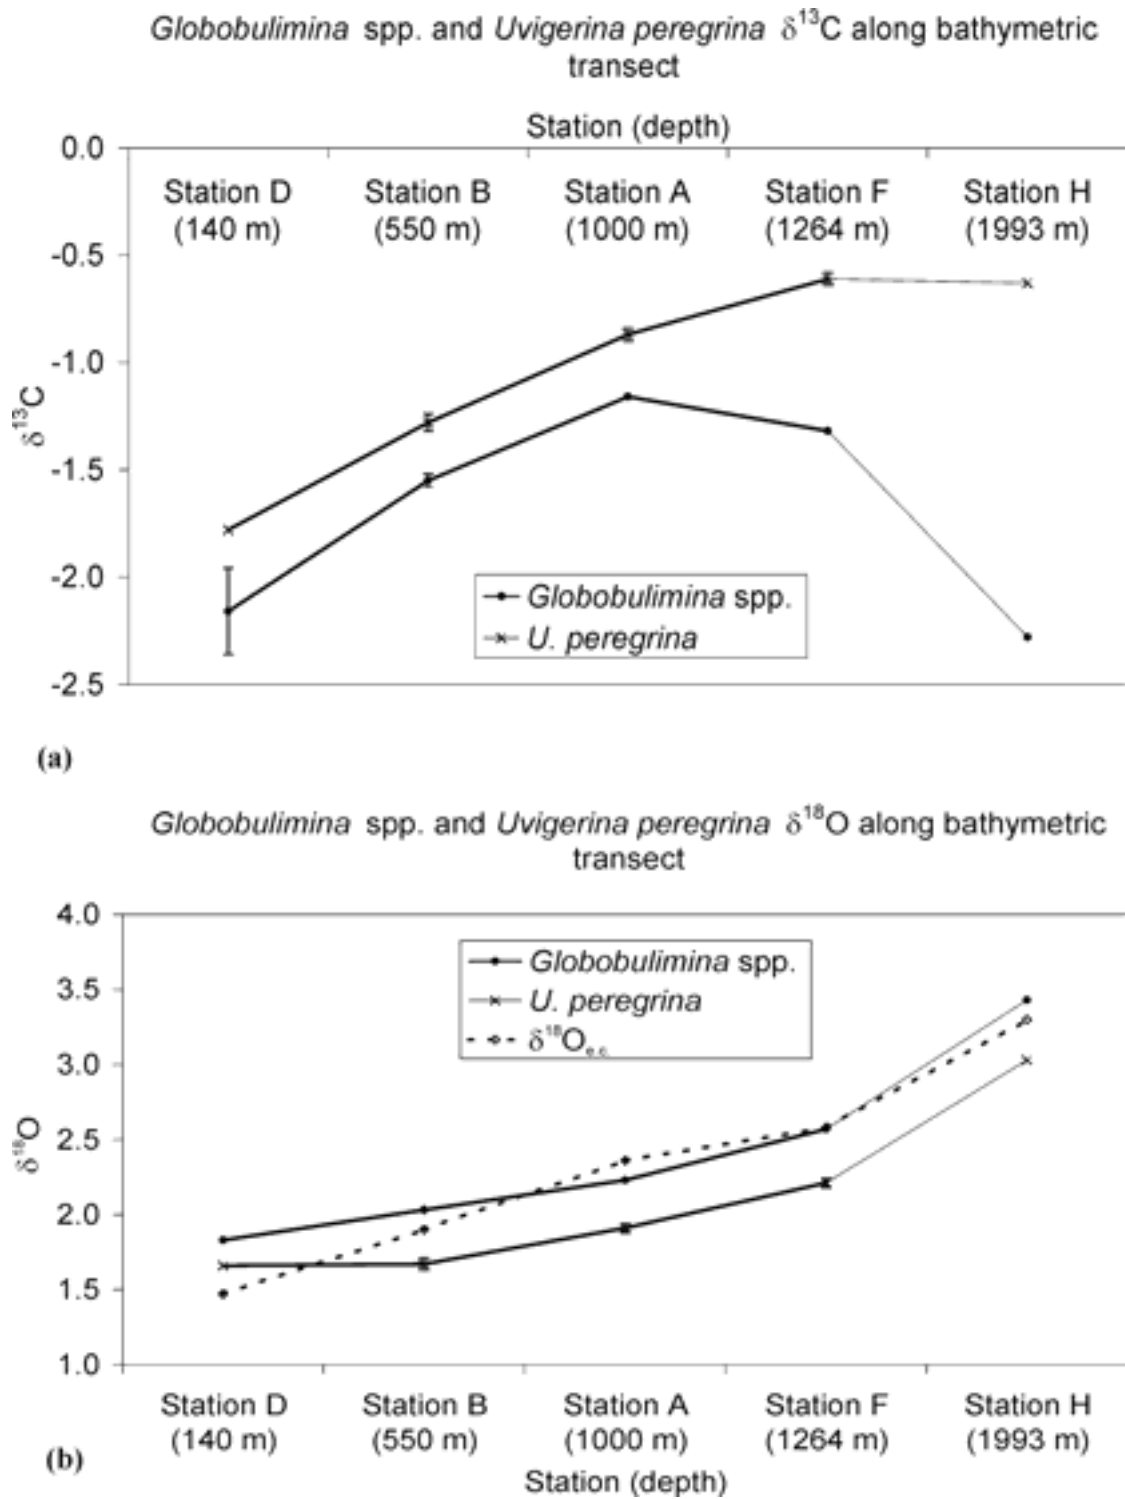 Globobulimina spp. and Uvigerina peregrina δ¹³C along bathymetric
transect
Station (depth)
0.0
Station D Station B Station A Station F Station H
(140 m) (550 m) (1000 m) (1264 m) (1993 m)
-0.5
-1.0
δ¹³C
-1.5
-2.0
Globobulimina spp.
U. peregrina
-2.5
(a)
Globobulimina spp. and Uvigerina peregrina δ¹⁸O along bathymetric
transect
4.0
Globobulimina spp.
3.5
U. peregrina
δ¹⁸Oₑ.c.
3.0
2.5
δ¹⁸O
2.0
1.5
1.0
Station D Station B Station A Station F Station H
(140 m) (550 m) (1000 m) (1264 m) (1993 m)
(b)
Station (depth)